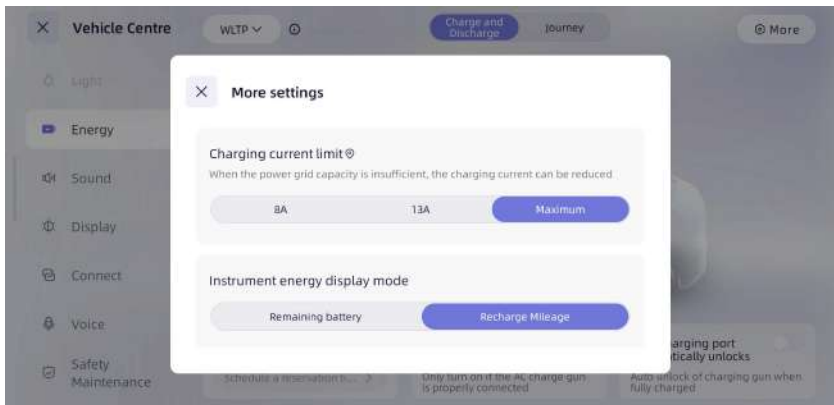 Vehicle Centre
WLTP
Charge and
Discharge
Journey
More
Light
Energy
Sound
Display
Connect
Voice
Safety
Maintenance
More settings
Charging current limit
When the power grid capacity is insufficient, the charging current can be reduced
8A
13A
Maximum
Instrument energy display mode
Remaining battery
Recharge Mileage
Schedule a reservation
Only turn on if the AC charge gun
is properly connected
arging port
tically unlocks
Auto unlock of charging gun when
fully charged